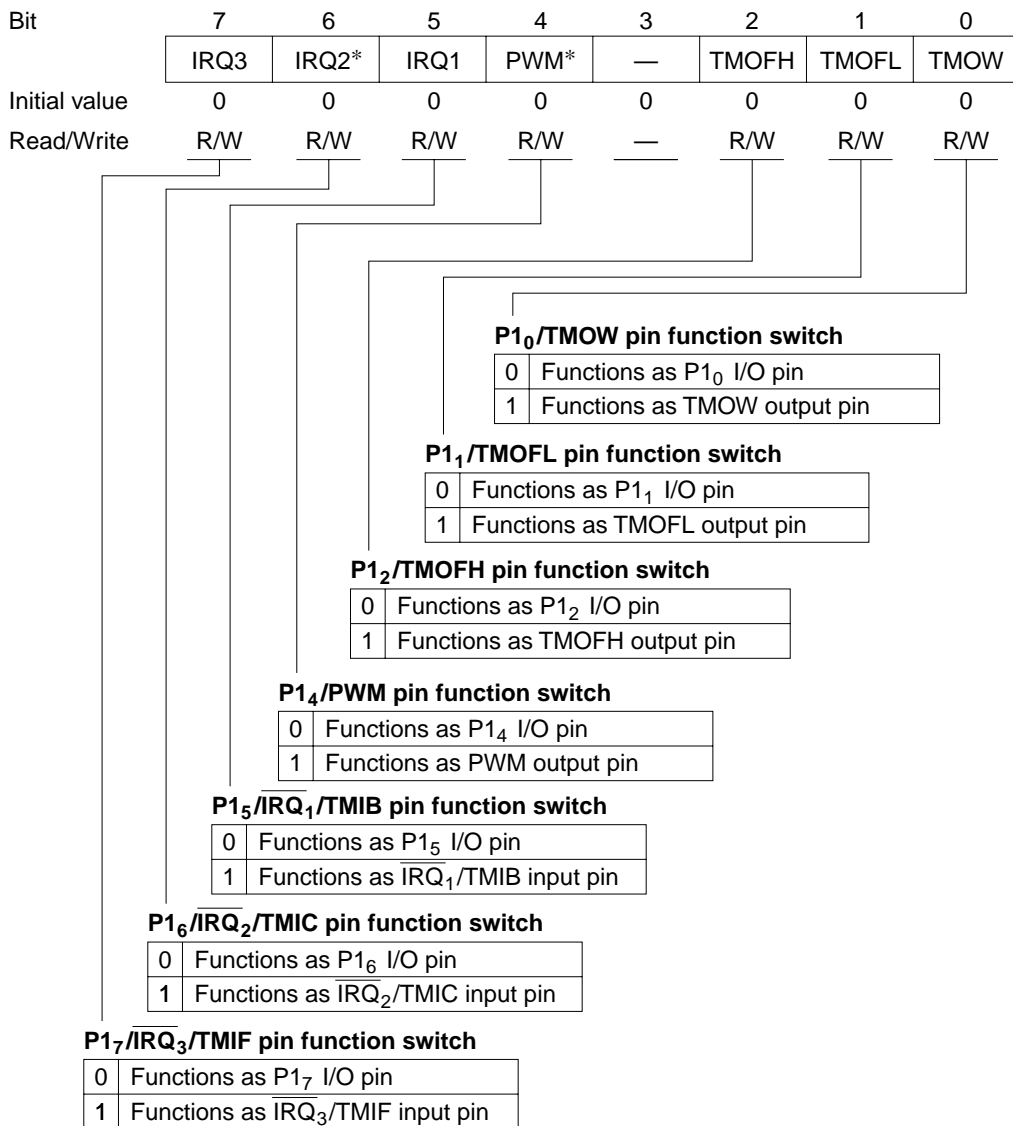 Bit 7 6 5 4 3 2 1 0
IRQ3 IRQ2* IRQ1 PWM* — TMOFH TMOFL TMOW
Initial value 0 0 0 0 0 0 0 0
Read/Write R/W R/W R/W R/W — R/W R/W R/W
P1₀/TMOW pin function switch
0 Functions as P1₀ I/O pin
1 Functions as TMOW output pin
P1₁/TMOFL pin function switch
0 Functions as P1₁ I/O pin
1 Functions as TMOFL output pin
P1₂/TMOFH pin function switch
0 Functions as P1₂ I/O pin
1 Functions as TMOFH output pin
P1₄/PWM pin function switch
0 Functions as P1₄ I/O pin
1 Functions as PWM output pin
P1₅/I̅R̅Q̅₁/TMIB pin function switch
0 Functions as P1₅ I/O pin
1 Functions as I̅R̅Q̅₁/TMIB input pin
P1₆/I̅R̅Q̅₂/TMIC pin function switch
0 Functions as P1₆ I/O pin
1 Functions as I̅R̅Q̅₂/TMIC input pin
P1₇/I̅R̅Q̅₃/TMIF pin function switch
0 Functions as P1₇ I/O pin
1 Functions as I̅R̅Q̅₃/TMIF input pin